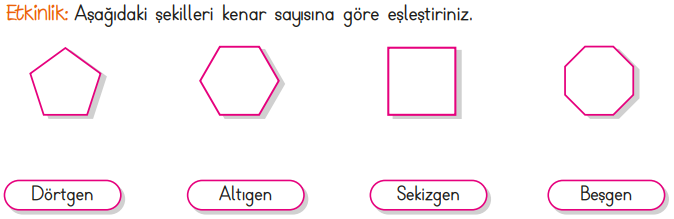 Etkinlik: Aşağıdaki şekilleri kenar sayısına göre eşleştiriniz.
Dörtgen Altıgen Sekizgen Beşgen